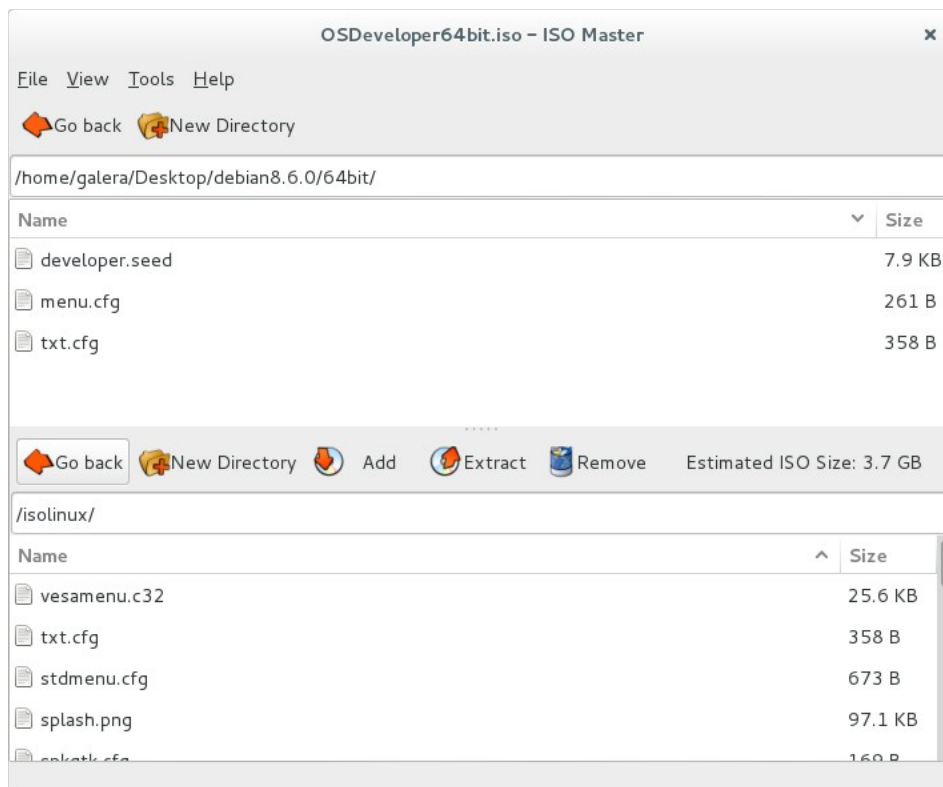 OSDeveloper64bit.iso – ISO Master
File View Tools Help
Go back New Directory
/home/galera/Desktop/debian8.6.0/64bit/
Name Size
developer.seed 7.9 KB
menu.cfg 261 B
txt.cfg 358 B
Go back New Directory Add Extract Remove Estimated ISO Size: 3.7 GB
/isolinux/
Name Size
vesamenu.c32 25.6 KB
txt.cfg 358 B
stdmenu.cfg 673 B
splash.png 97.1 KB
spkgtk.cfg 169 B